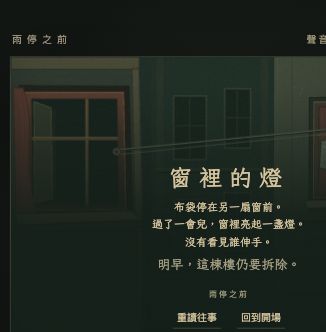 雨停之前
聲音
窗裡的燈
布袋停在另一扇窗前。
過了一會兒，窗裡亮起一盞燈。
沒有看見誰伸手。
明早，這棟樓仍要拆除。
雨停之前
重讀往事
回到開場